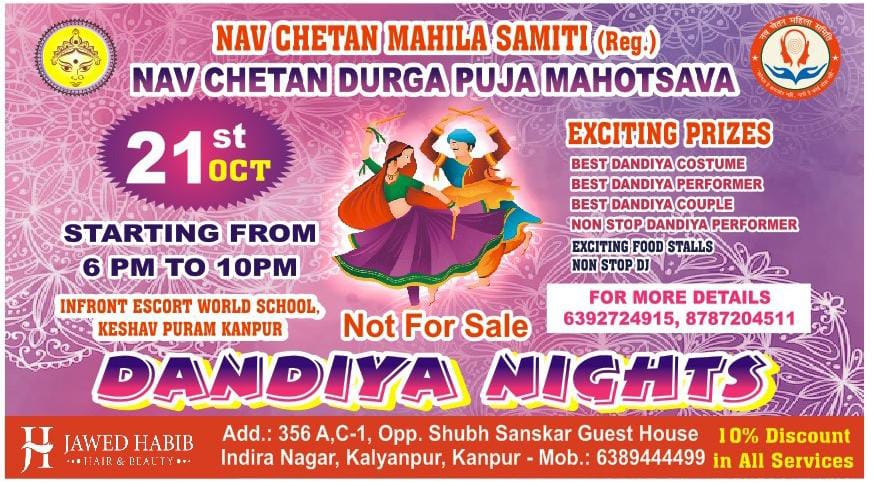 NAV CHETAN MAHILA SAMITI (Reg.)
NAV CHETAN DURGA PUJA MAHOTSAVA
नव चेतन महिला समिति
21st
OCT
STARTING FROM
6 PM TO 10PM
INFRONT ESCORT WORLD SCHOOL,
KESHAV PURAM KANPUR
EXCITING PRIZES
BEST DANDIYA COSTUME
BEST DANDIYA PERFORMER
BEST DANDIYA COUPLE
NON STOP DANDIYA PERFORMER
EXCITING FOOD STALLS
NON STOP DJ
FOR MORE DETAILS
6392724915, 8787204511
Not For Sale
DANDIYA NIGHTS
JAWED HABIB
HAIR & BEAUTY
Add.: 356 A,C-1, Opp. Shubh Sanskar Guest House
Indira Nagar, Kalyanpur, Kanpur - Mob.: 6389444499
10% Discount
in All Services